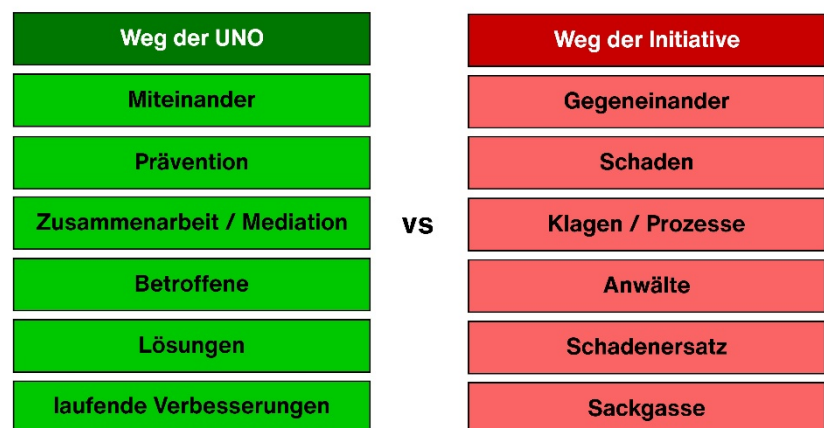 Weg der UNO
Miteinander
Prävention
Zusammenarbeit / Mediation
Betroffene
Lösungen
laufende Verbesserungen
vs
Weg der Initiative
Gegeneinander
Schaden
Klagen / Prozesse
Anwälte
Schadenersatz
Sackgasse